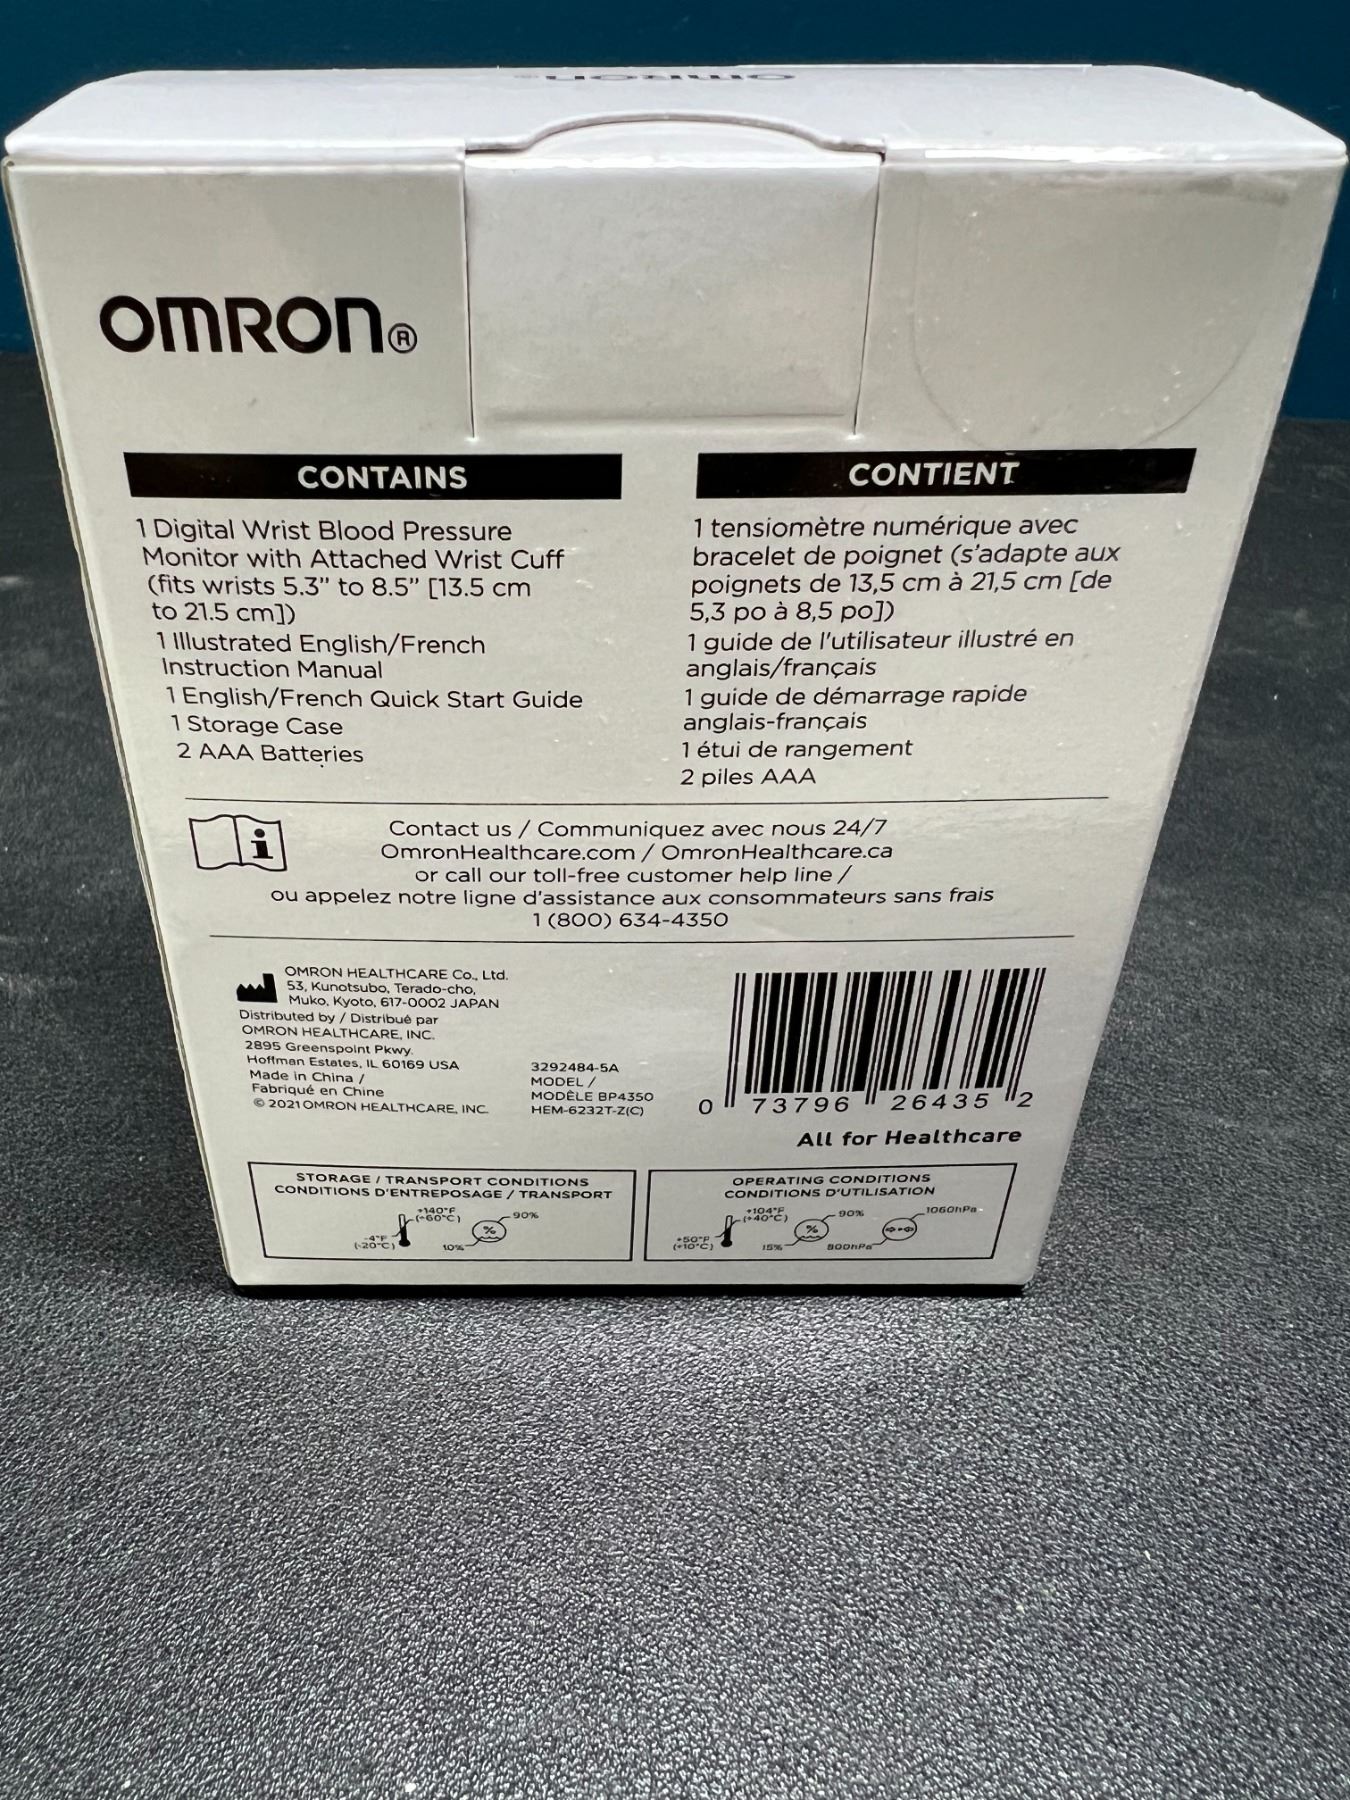 OMRON
OMRON®
CONTAINS
1 Digital Wrist Blood Pressure
Monitor with Attached Wrist Cuff
(fits wrists 5.3” to 8.5” [13.5 cm
to 21.5 cm])
1 Illustrated English/French
Instruction Manual
1 English/French Quick Start Guide
1 Storage Case
2 AAA Batteries
CONTIENT
1 tensiomètre numérique avec
bracelet de poignet (s’adapte aux
poignets de 13,5 cm à 21,5 cm [de
5,3 po à 8,5 po])
1 guide de l’utilisateur illustré en
anglais/français
1 guide de démarrage rapide
anglais-français
1 étui de rangement
2 piles AAA
Contact us / Communiquez avec nous 24/7
OmronHealthcare.com / OmronHealthcare.ca
or call our toll-free customer help line /
ou appelez notre ligne d’assistance aux consommateurs sans frais
1 (800) 634-4350
OMRON HEALTHCARE Co., Ltd.
53, Kunotsubo, Terado-cho,
Muko, Kyoto, 617-0002 JAPAN
Distributed by / Distribué par
OMRON HEALTHCARE, INC.
2895 Greenspoint Pkwy.
Hoffman Estates, IL 60169 USA
Made in China /
Fabriqué en Chine
© 2021 OMRON HEALTHCARE, INC.
3292484-5A
MODEL /
MODÈLE BP4350
HEM-6232T-Z(C)
0 73796 26435 2
All for Healthcare
STORAGE / TRANSPORT CONDITIONS
CONDITIONS D’ENTREPOSAGE / TRANSPORT
+140°F
(+60°C)
-4°F
(-20°C)
90%
%
10%
OPERATING CONDITIONS
CONDITIONS D’UTILISATION
+104°F
(+40°C)
+50°F
(+10°C)
90%
%
15%
1060hPa
800hPa